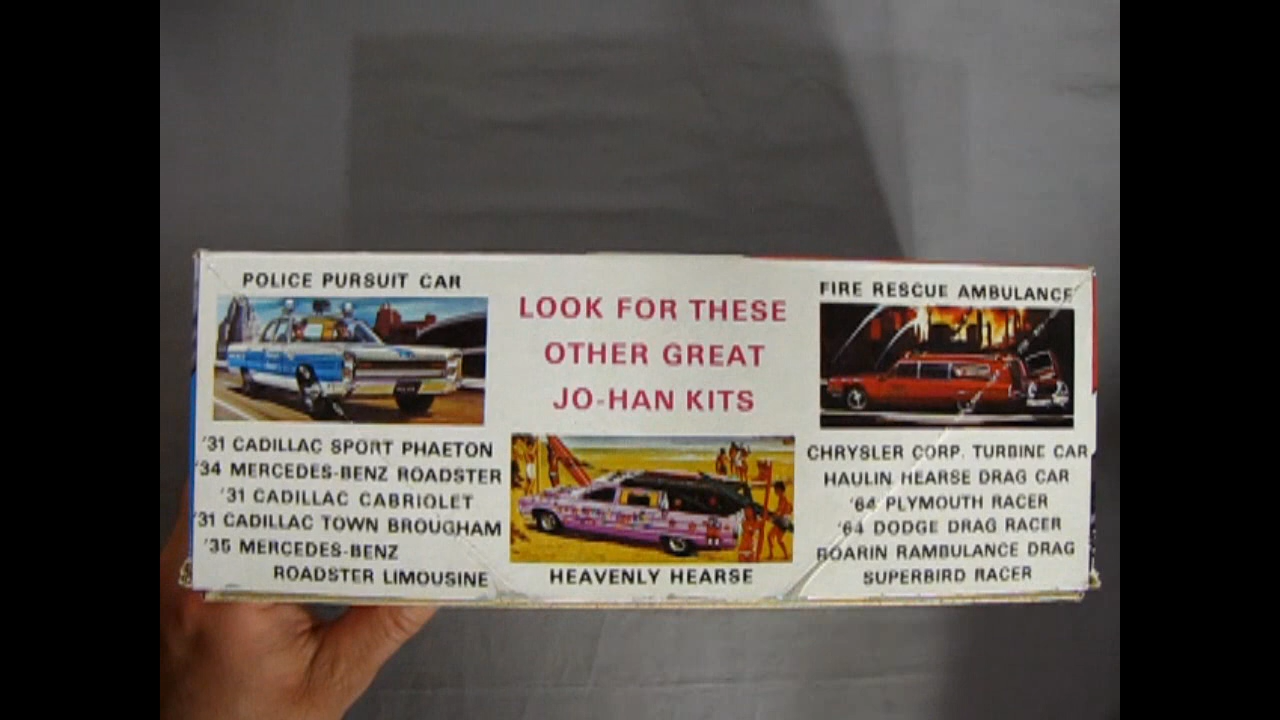 POLICE PURSUIT CAR
'31 CADILLAC SPORT PHAETON
'34 MERCEDES-BENZ ROADSTER
'31 CADILLAC CABRIOLET
'31 CADILLAC TOWN BROUGHAM
'35 MERCEDES-BENZ
ROADSTER LIMOUSINE
LOOK FOR THESE
OTHER GREAT
JO-HAN KITS
HEAVENLY HEARSE
FIRE RESCUE AMBULANCE
CHRYSLER CORP. TURBINE CAR
HAULIN HEARSE DRAG CAR
'64 PLYMOUTH RACER
'64 DODGE DRAG RACER
ROARIN RAMBULANCE DRAG
SUPERBIRD RACER